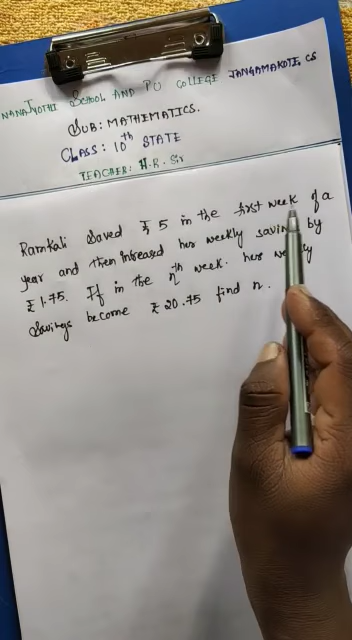 NANAJYOTHI SCHOOL AND PU COLLEGE JANGAMAKOTE, CS
SUB: MATHEMATICS.
CLASS: 10th STATE
TEACHER: H.R. Sir
Ramkali Saved ₹ 5 in the first week of a
year and then Increased her weekly saving by
₹ 1.75. If in the nth week. her weekly
Savings become ₹ 20.75 find n.